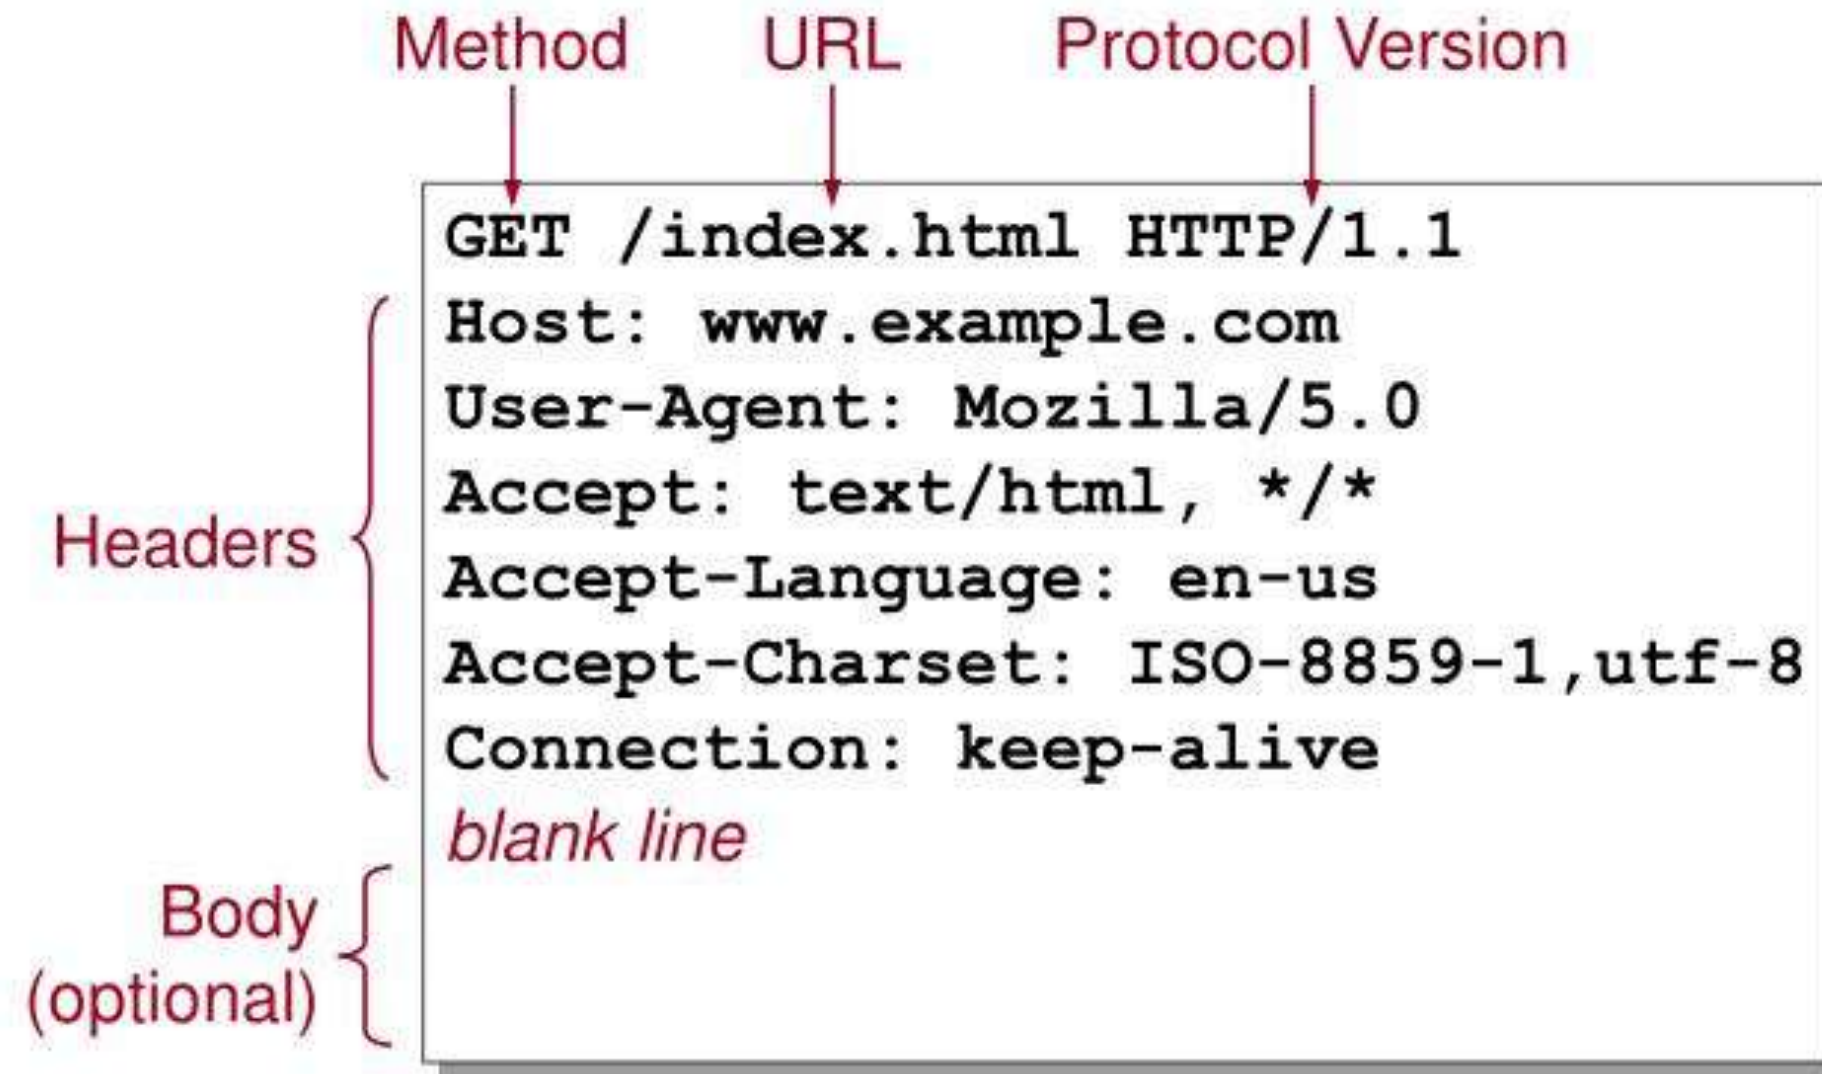 Method URL Protocol Version
GET /index.html HTTP/1.1
Host: www.example.com
User-Agent: Mozilla/5.0
Accept: text/html, */*
Headers
Accept-Language: en-us
Accept-Charset: ISO-8859-1,utf-8
Connection: keep-alive
blank line
Body
(optional)